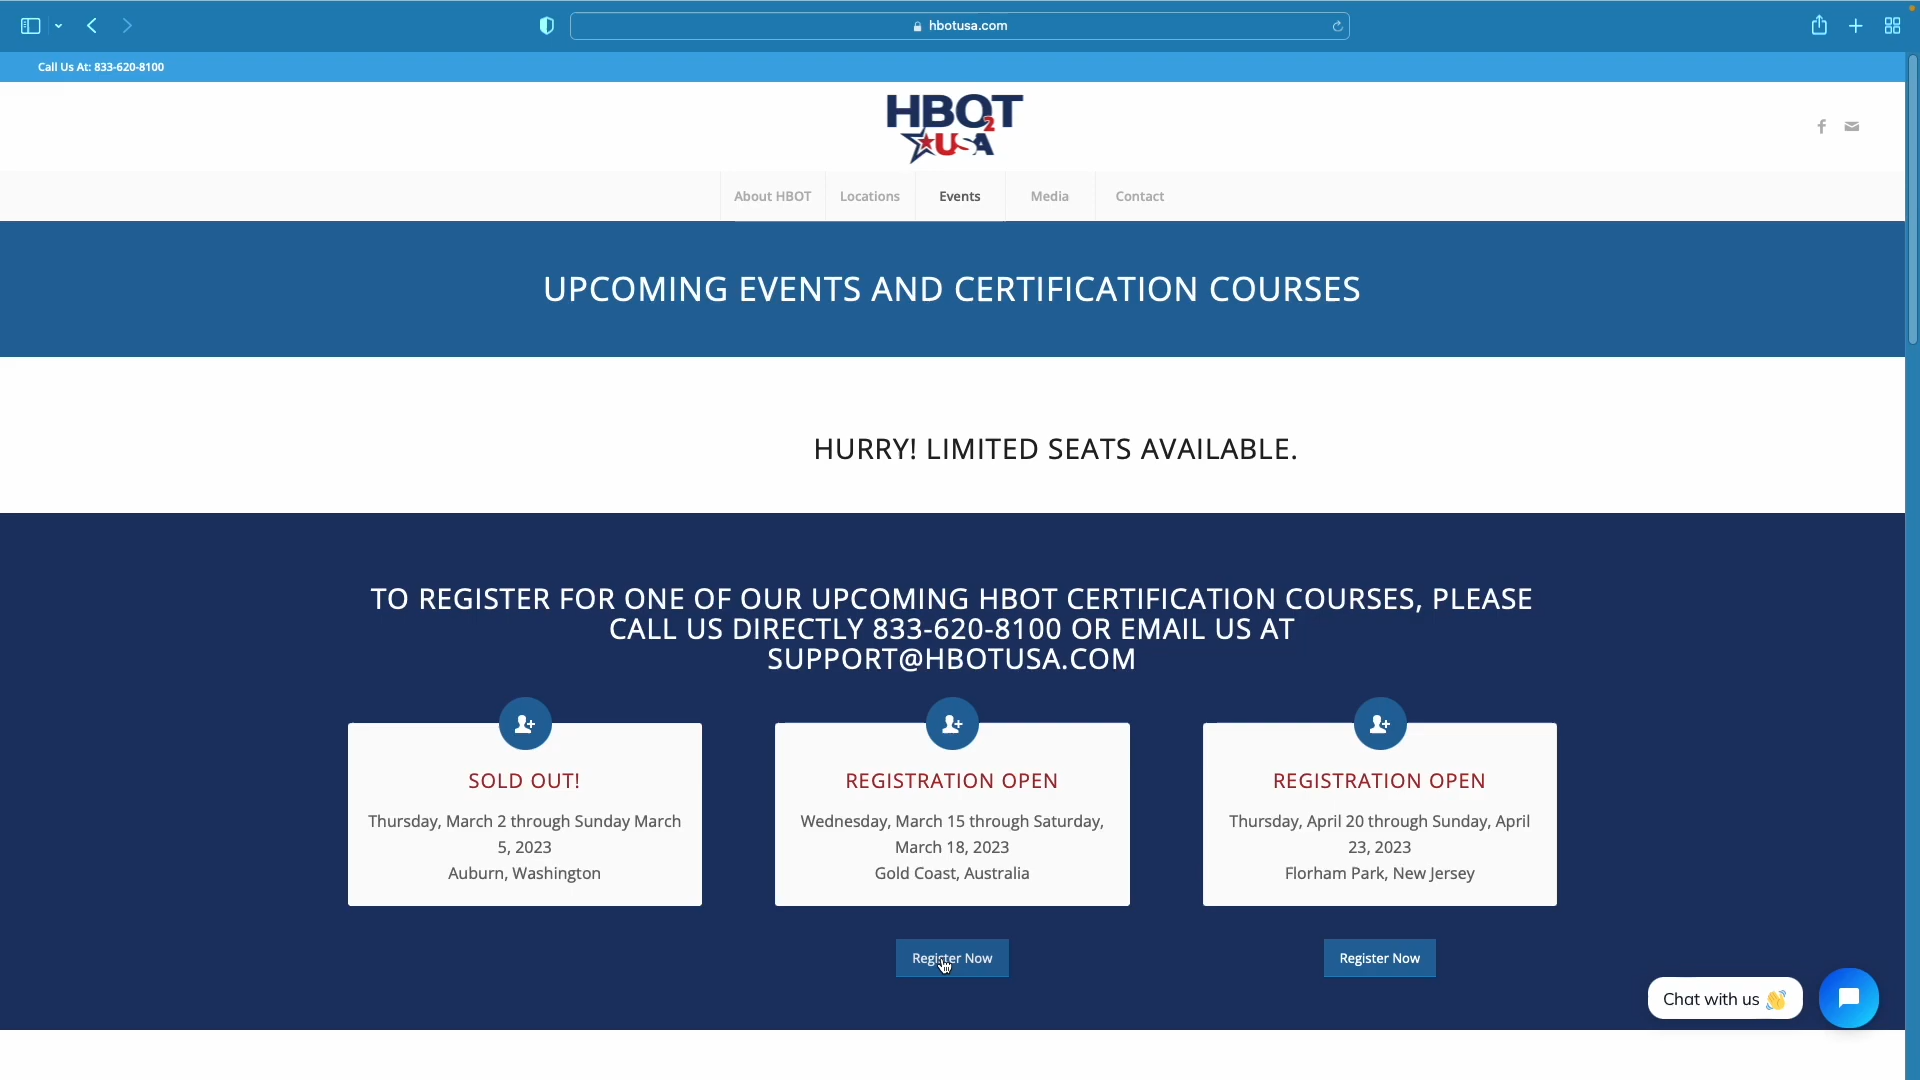 hbotusa.com
Call Us At: 833-620-8100
HBOT
2
USA
About HBOT
Locations
Events
Media
Contact
UPCOMING EVENTS AND CERTIFICATION COURSES
HURRY! LIMITED SEATS AVAILABLE.
TO REGISTER FOR ONE OF OUR UPCOMING HBOT CERTIFICATION COURSES, PLEASE
CALL US DIRECTLY 833-620-8100 OR EMAIL US AT
SUPPORT@HBOTUSA.COM
SOLD OUT!
Thursday, March 2 through Sunday March
5, 2023
Auburn, Washington
REGISTRATION OPEN
Wednesday, March 15 through Saturday,
March 18, 2023
Gold Coast, Australia
Register Now
REGISTRATION OPEN
Thursday, April 20 through Sunday, April
23, 2023
Florham Park, New Jersey
Register Now
Chat with us 👋